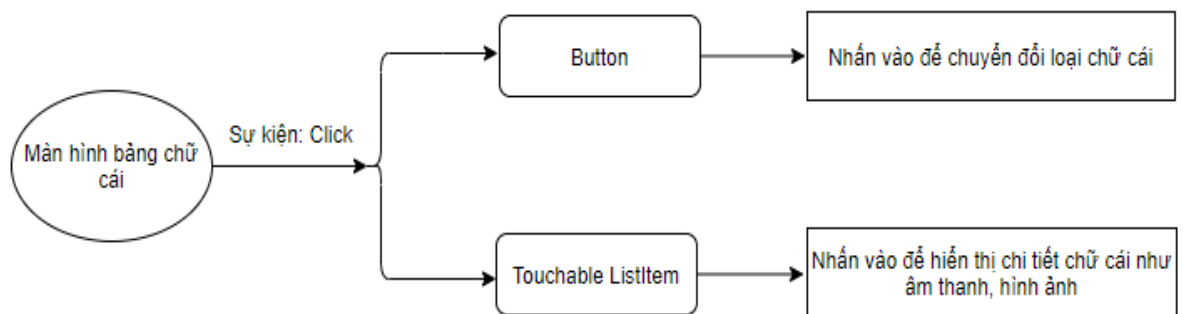 Button
Nhấn vào để chuyển đổi loại chữ cái
Sự kiện: Click
Màn hình bảng chữ
cái
Touchable ListItem
Nhấn vào để hiển thị chi tiết chữ cái như
âm thanh, hình ảnh